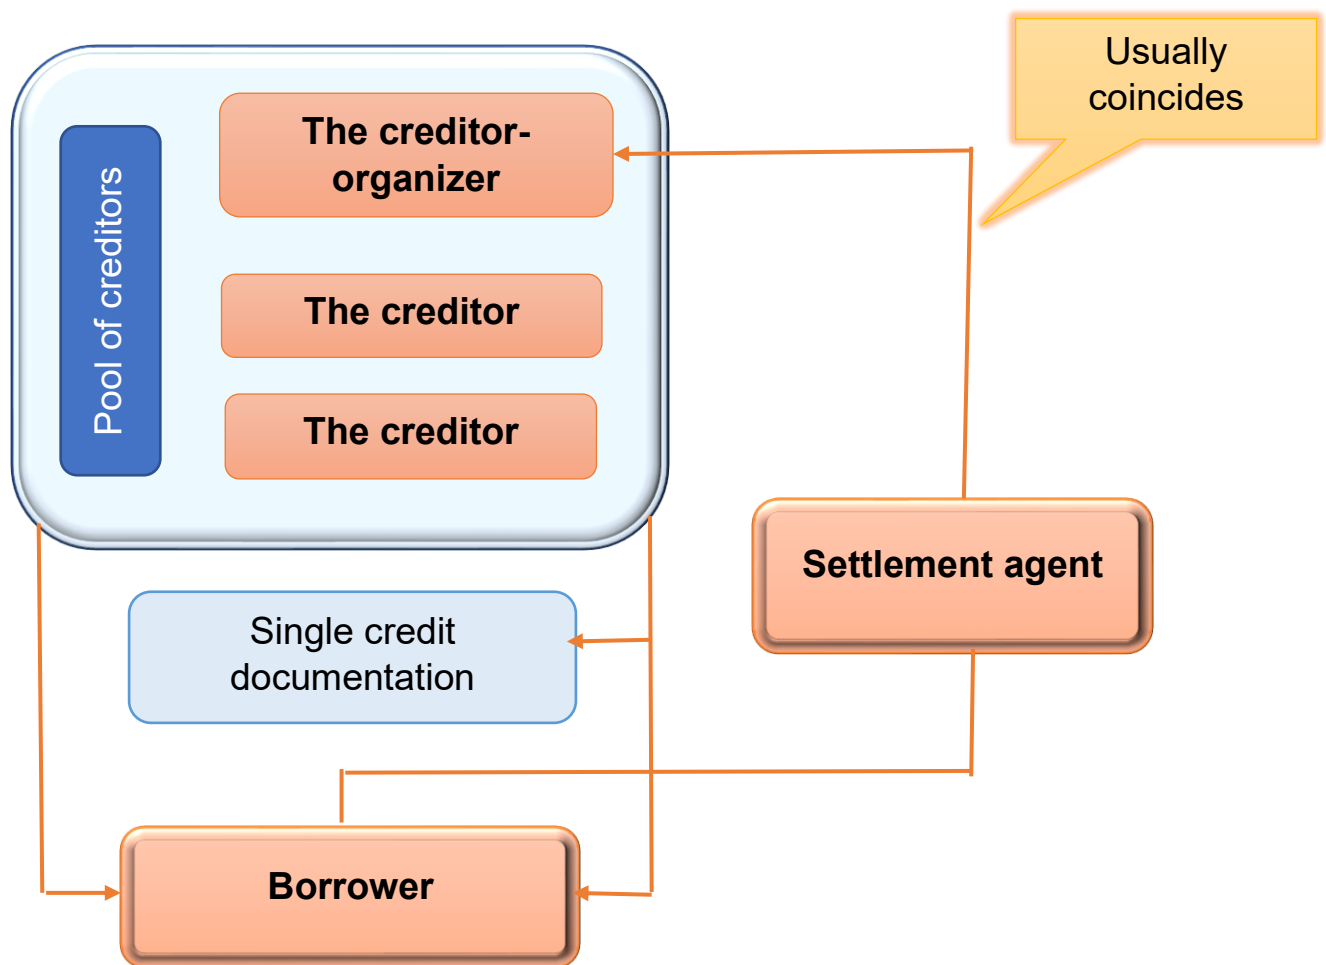 Usually
coincides
Pool of creditors
The creditor-
organizer
The creditor
The creditor
Settlement agent
Single credit
documentation
Borrower